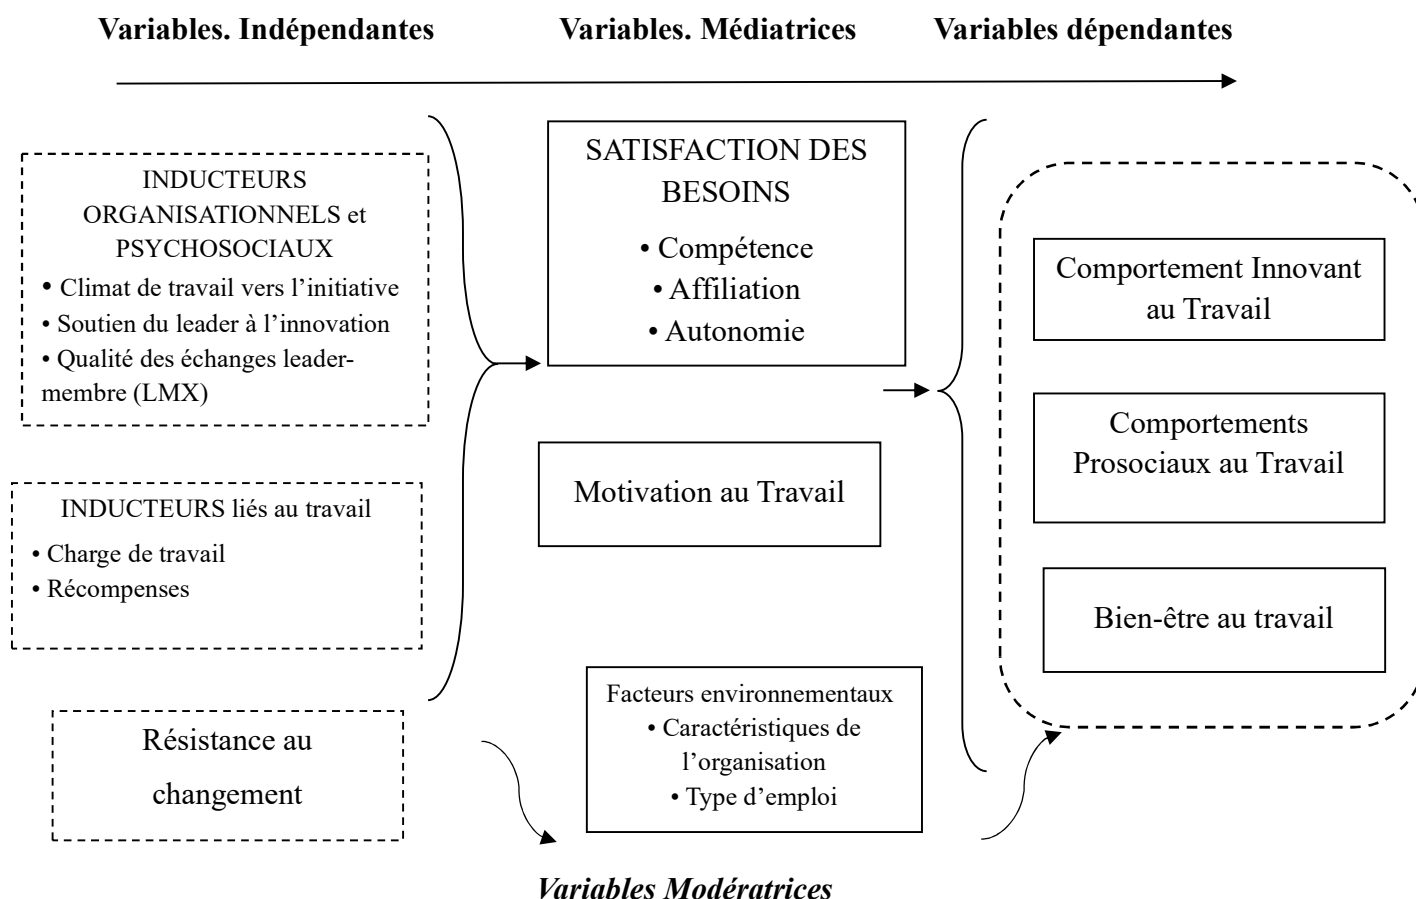 Variables. Indépendantes
Variables. Médiatrices
Variables dépendantes
INDUCTEURS
ORGANISATIONNELS et
PSYCHOSOCIAUX
• Climat de travail vers l’initiative
• Soutien du leader à l’innovation
• Qualité des échanges leader-
membre (LMX)
INDUCTEURS liés au travail
• Charge de travail
• Récompenses
Résistance au
changement
SATISFACTION DES
BESOINS
• Compétence
• Affiliation
• Autonomie
Motivation au Travail
Facteurs environnementaux
• Caractéristiques de
l’organisation
• Type d’emploi
Variables Modératrices
Comportement Innovant
au Travail
Comportements
Prosociaux au Travail
Bien-être au travail